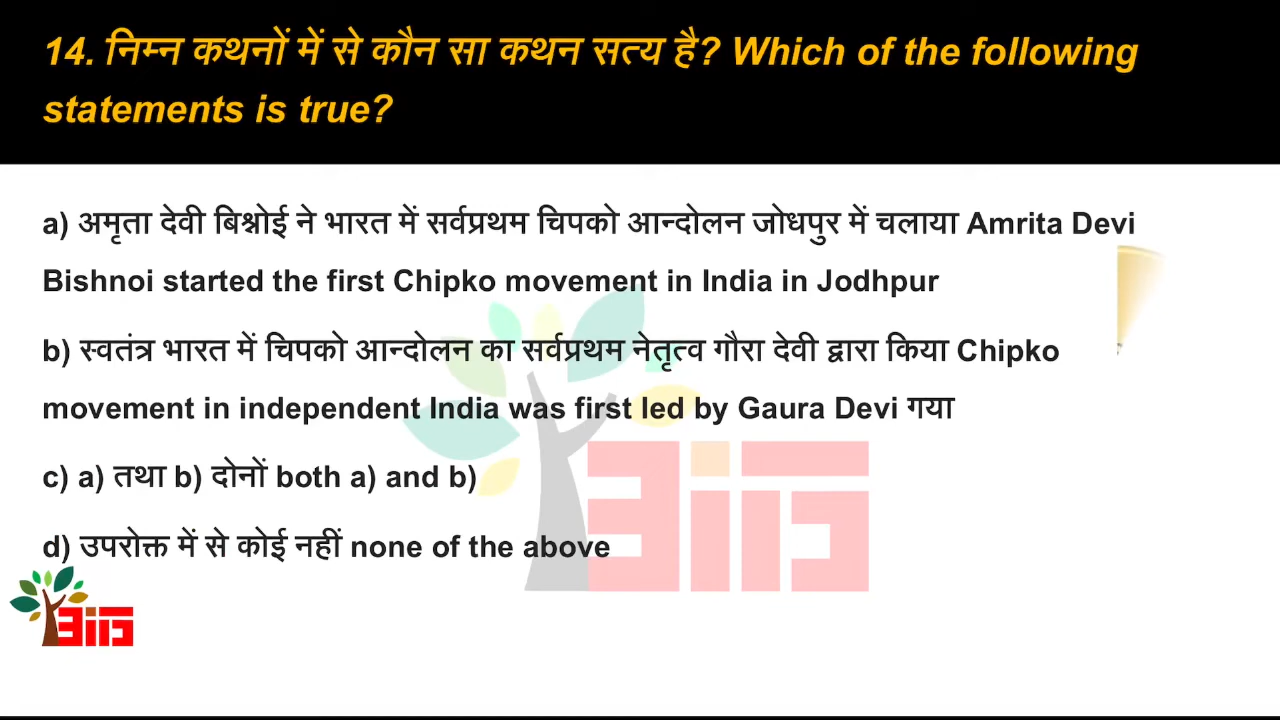 14. निम्न कथनों में से कौन सा कथन सत्य है? Which of the following
statements is true?
a) अमृता देवी बिश्नोई ने भारत में सर्वप्रथम चिपको आन्दोलन जोधपुर में चलाया Amrita Devi
Bishnoi started the first Chipko movement in India in Jodhpur
b) स्वतंत्र भारत में चिपको आन्दोलन का सर्वप्रथम नेतृत्व गौरा देवी द्वारा किया Chipko
movement in independent India was first led by Gaura Devi गया
c) a) तथा b) दोनों both a) and b)
d) उपरोक्त में से कोई नहीं none of the above